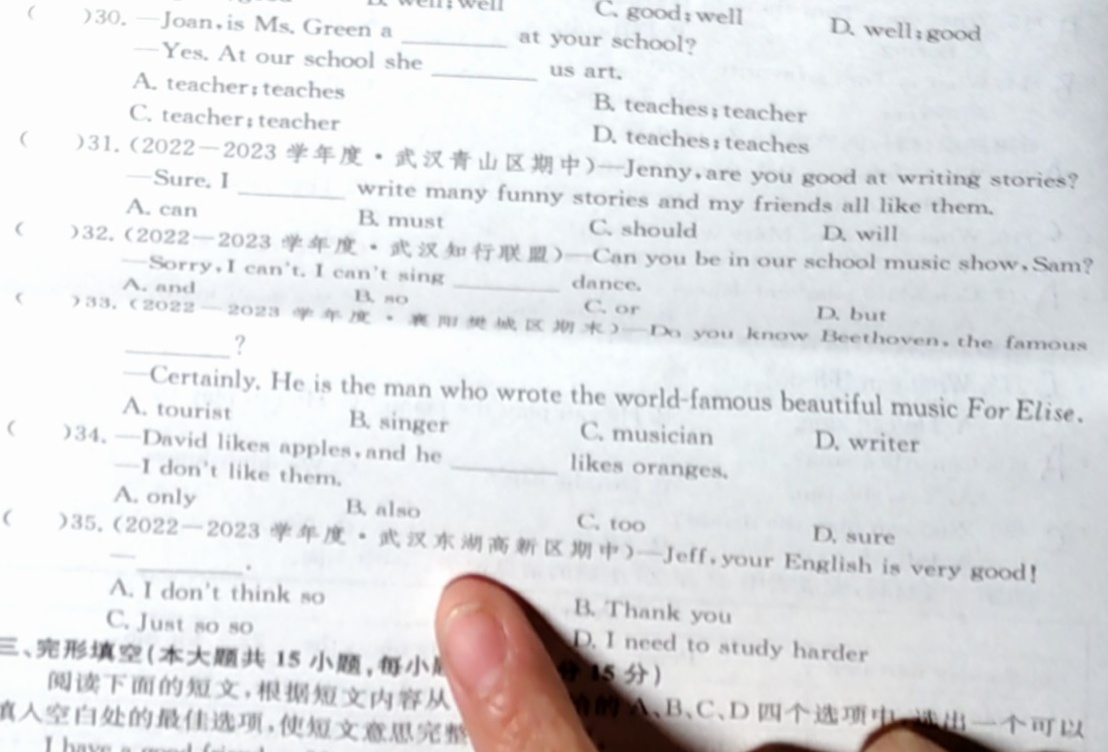 well; well C. good; well D. well; good
( )30. —Joan, is Ms. Green a ________ at your school?
—Yes. At our school she ________ us art.
A. teacher; teaches B. teaches; teacher
C. teacher; teacher D. teaches; teaches
( )31. (2022—2023 学年度·武汉青山区期中)—Jenny, are you good at writing stories?
—Sure. I ________ write many funny stories and my friends all like them.
A. can B. must C. should D. will
( )32. (2022—2023 学年度·武汉知行联盟)—Can you be in our school music show, Sam?
—Sorry, I can't. I can't sing ________ dance.
A. and B. so C. or D. but
( )33. (2022—2023 学年度·襄阳樊城区期末)—Do you know Beethoven, the famous
________?
—Certainly. He is the man who wrote the world-famous beautiful music For Elise.
A. tourist B. singer C. musician D. writer
( )34. —David likes apples, and he ________ likes oranges.
—I don't like them.
A. only B. also C. too D. sure
( )35. (2022—2023 学年度·武汉东湖高新区期中)—Jeff, your English is very good!
— ________.
A. I don't think so B. Thank you
C. Just so so D. I need to study harder
三、完形填空(本大题共 15 小题,每小 分 15 分)
阅读下面的短文,根据短文内容从 的 A、B、C、D 四个选项中 选出一个可以
填入空白处的最佳选项,使短文意思完整
I have a good